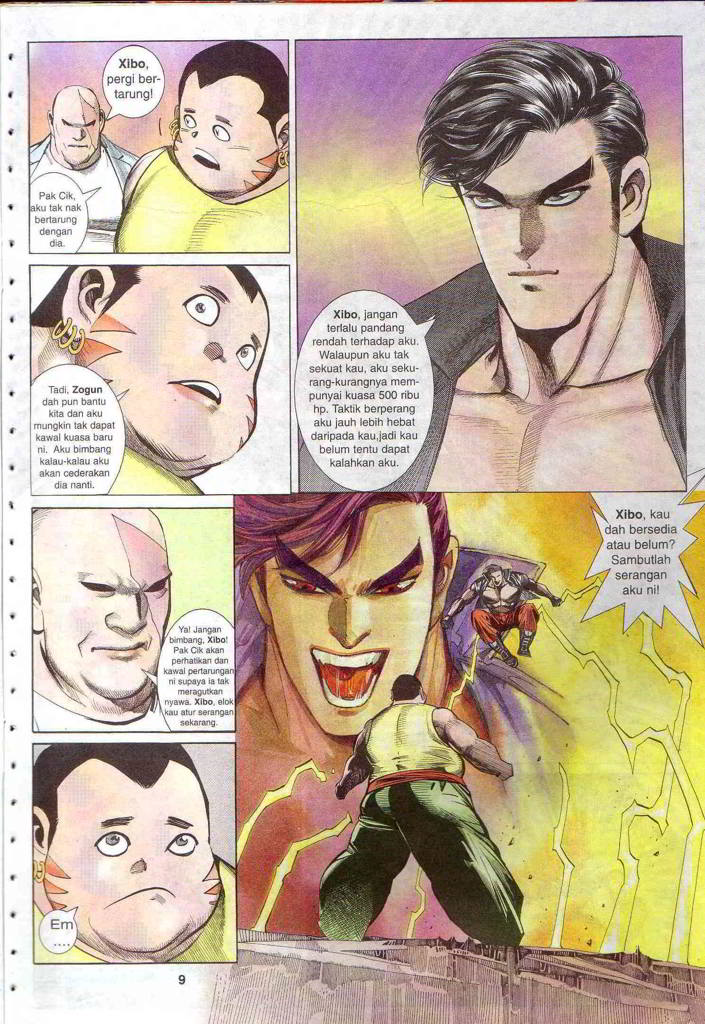 Xibo,
pergi ber-
tarung!
Pak Cik,
aku tak nak
bertarung
dengan
dia.
Xibo, jangan
terlalu pandang
rendah terhadap aku.
Walaupun aku tak
sekuat kau, aku seku-
rang-kurangnya mem-
punyai kuasa 500 ribu
hp. Taktik berperang
aku jauh lebih hebat
daripada kau,jadi kau
belum tentu dapat
kalahkan aku.
Tadi, Zogun
dah pun bantu
kita dan aku
mungkin tak dapat
kawal kuasa baru
ni. Aku bimbang
kalau-kalau aku
akan cederakan
dia nanti.
Ya! Jangan
bimbang, Xibo!
Pak Cik akan
perhatikan dan
kawal pertarungan
ni supaya ia tak
meragutkan
nyawa. Xibo, elok
kau atur serangan
sekarang.
Xibo, kau
dah bersedia
atau belum?
Sambutlah
serangan
aku ni!
Em
....
9